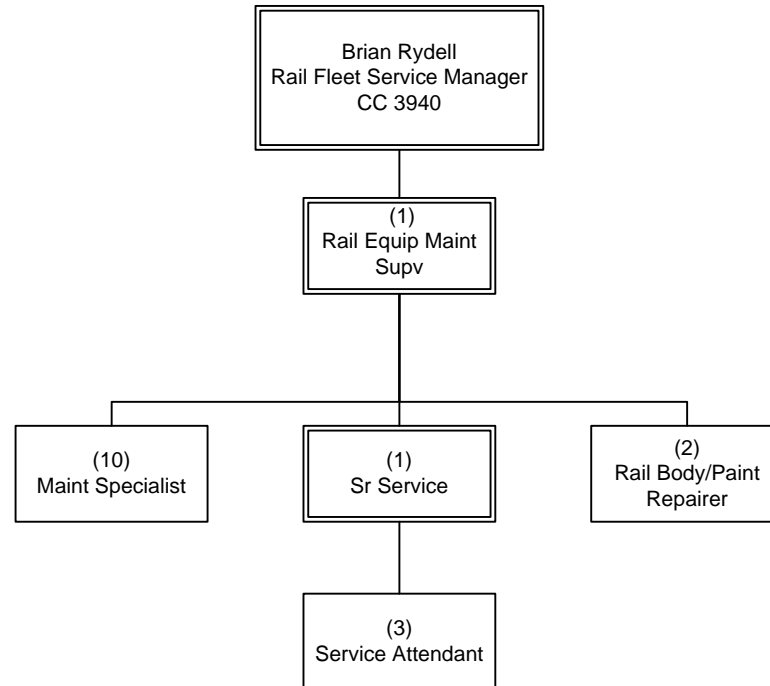 Brian Rydell
Rail Fleet Service Manager
CC 3940
(1)
Rail Equip Maint
Supv
(10)
Maint Specialist
(1)
Sr Service
(2)
Rail Body/Paint
Repairer
(3)
Service Attendant